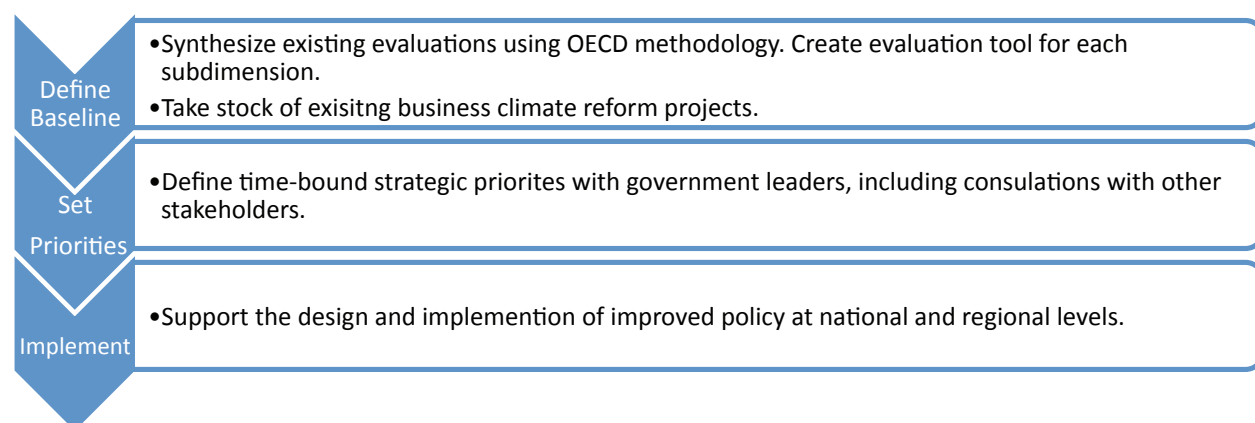 Define
Baseline
•Synthesize existing evaluations using OECD methodology. Create evaluation tool for each
subdimension.
•Take stock of exisitng business climate reform projects.
Set
Priorities
•Define time-bound strategic priorites with government leaders, including consulations with other
stakeholders.
Implement
•Support the design and implemention of improved policy at national and regional levels.